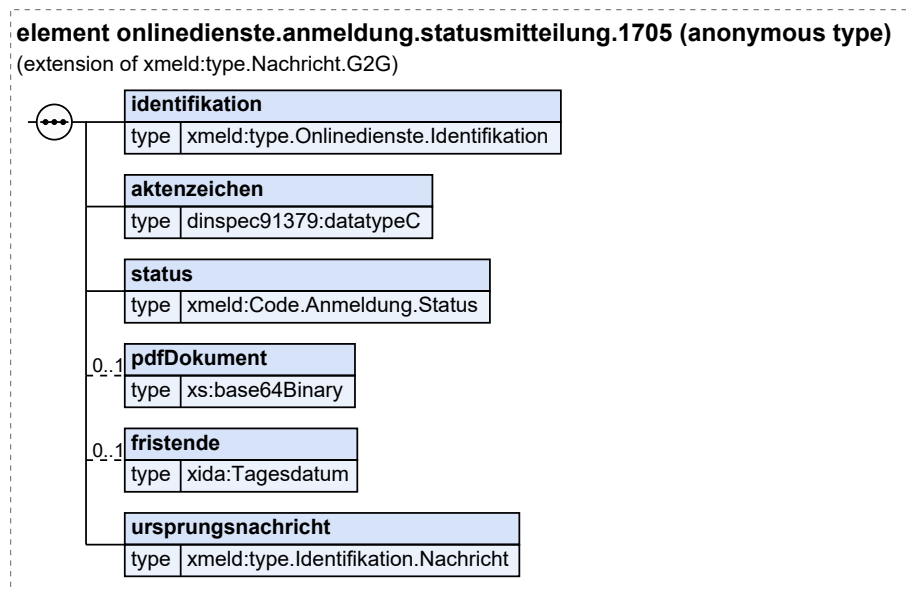 element onlinedienste.anmeldung.statusmitteilung.1705 (anonymous type)
(extension of xmeld:type.Nachricht.G2G)
identifikation
type xmeld:type.Onlinedienste.Identifikation
aktenzeichen
type dinspec91379:datatypeC
status
type xmeld:Code.Anmeldung.Status
0..1 pdfDokument
type xs:base64Binary
0..1 fristende
type xida:Tagesdatum
ursprungsnachricht
type xmeld:type.Identifikation.Nachricht